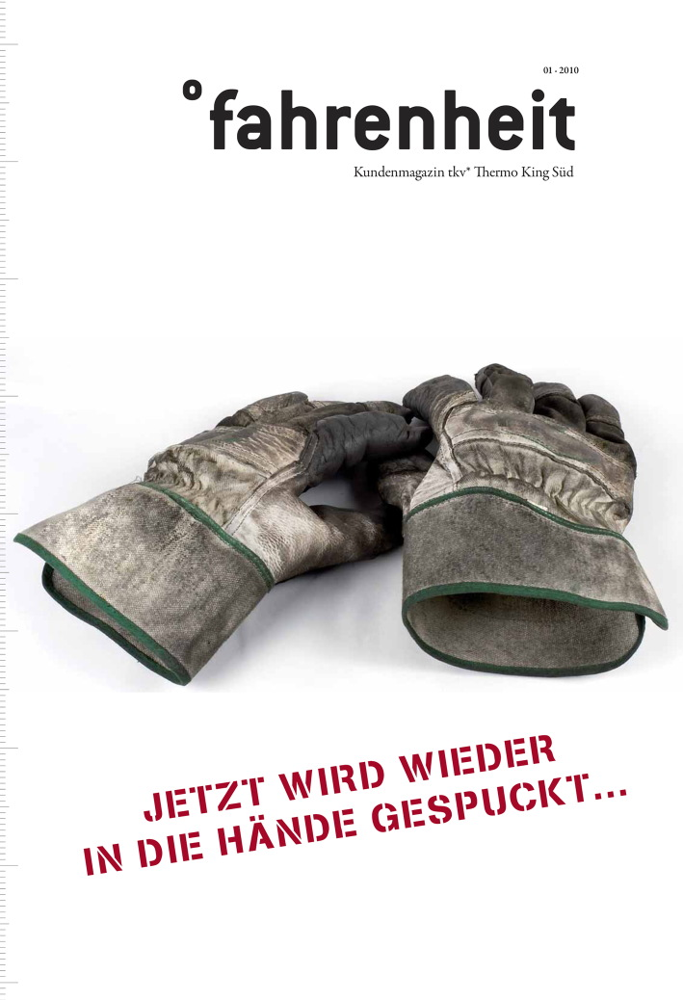 01 - 2010
°fahrenheit
Kundenmagazin tkv* Thermo King Süd
JETZT WIRD WIEDER
IN DIE HÄNDE GESPUCKT...